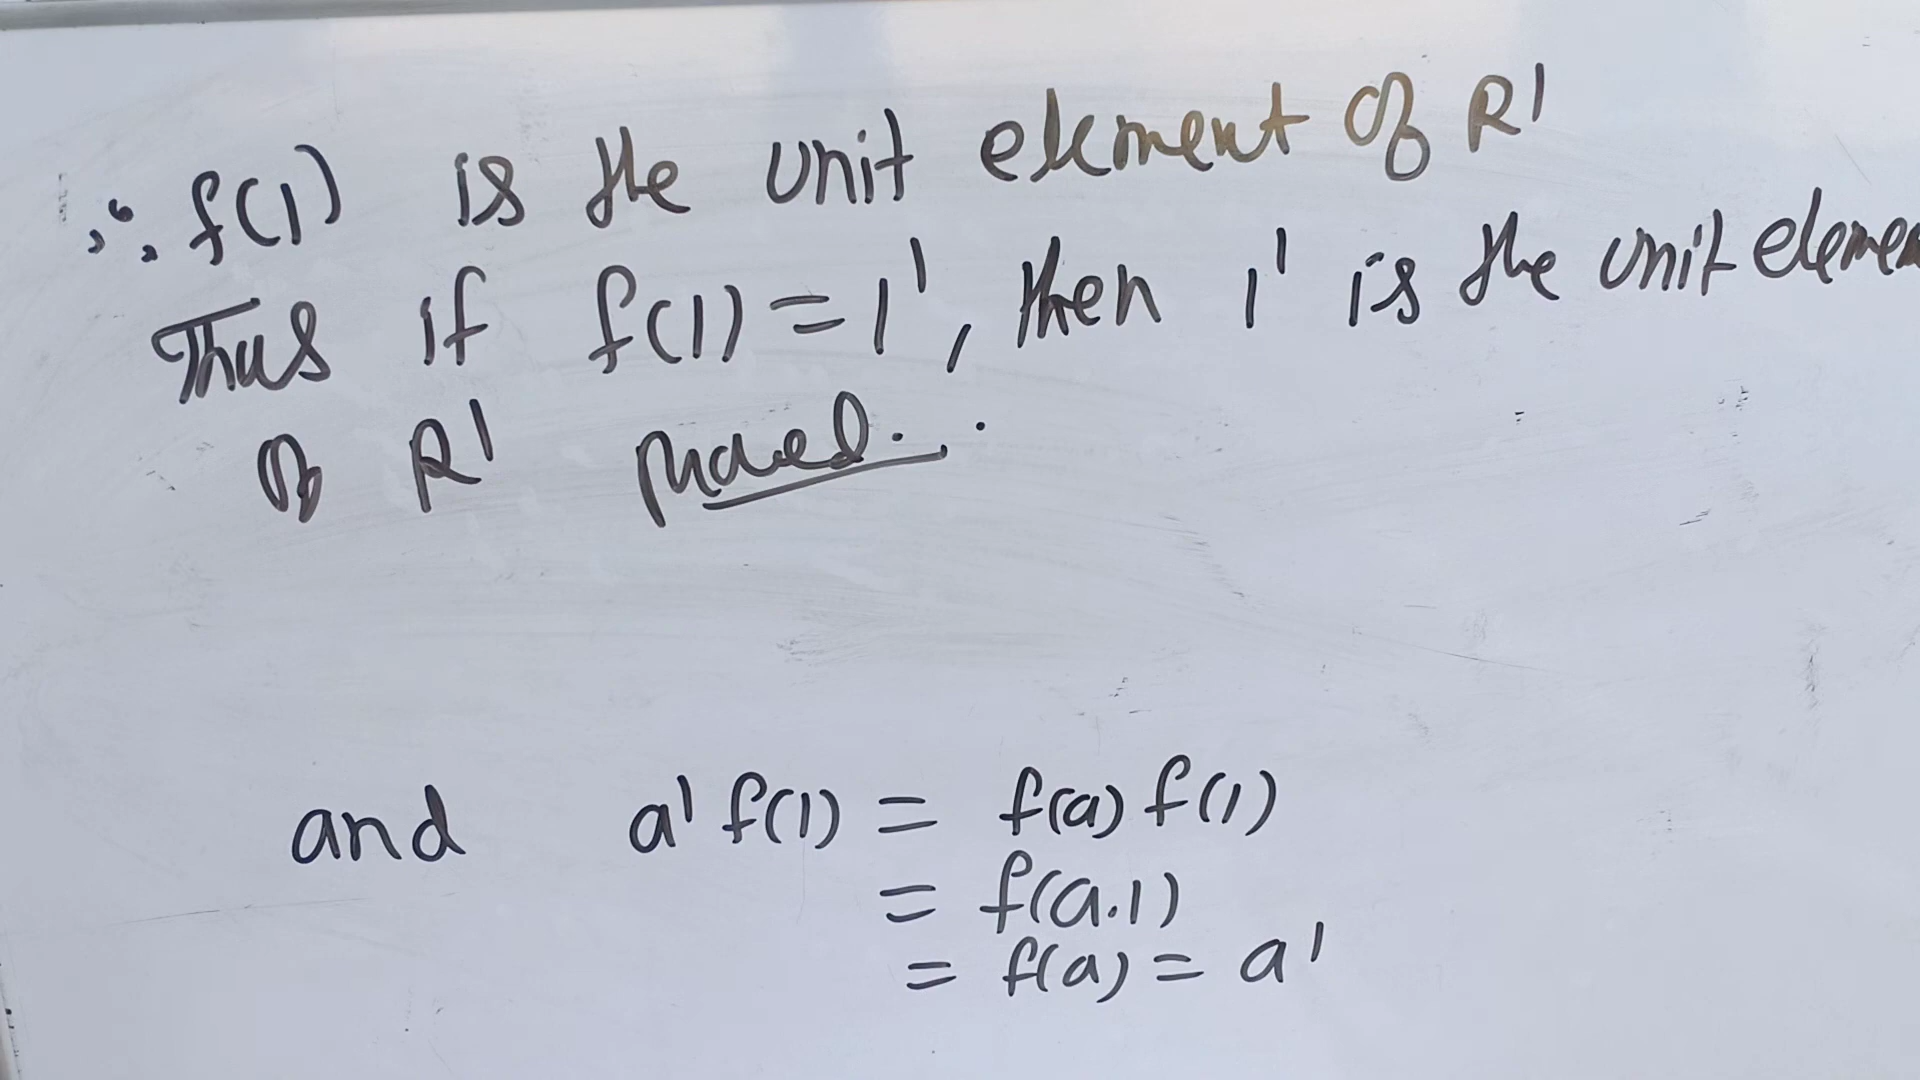 ∴ f(1) is the unit element of R'
Thus if f(1) = 1', then 1' is the unit elemen
of R' proved.
and a' f(1) = f(a) f(1)
= f(a.1)
= f(a) = a'